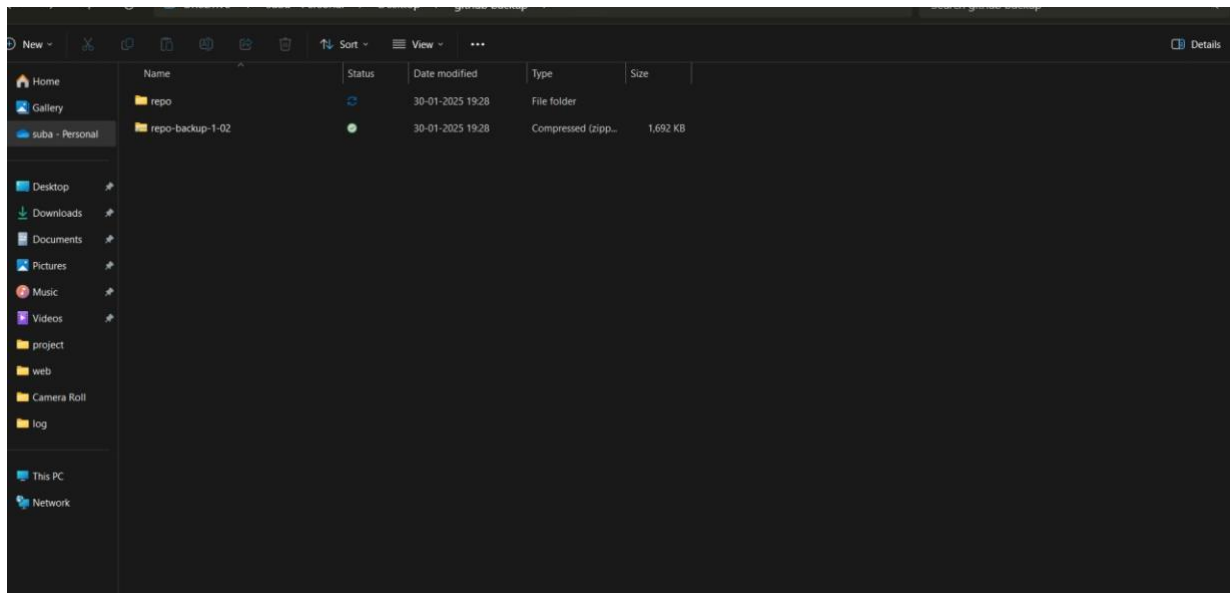 New
Sort
View
...
Details
Name Status Date modified Type Size
repo 30-01-2025 19:28 File folder
repo-backup-1-02 30-01-2025 19:28 Compressed (zipp... 1,692 KB
Home
Gallery
suba - Personal
Desktop
Downloads
Documents
Pictures
Music
Videos
project
web
Camera Roll
log
This PC
Network